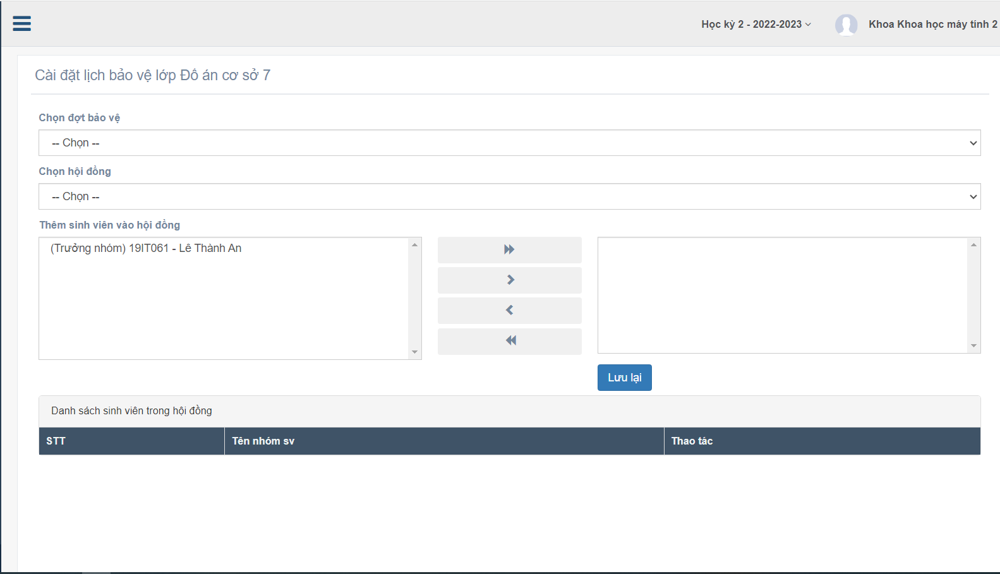 Học kỳ 2 - 2022-2023
Khoa Khoa học máy tính 2
Cài đặt lịch bảo vệ lớp Đồ án cơ sở 7
Chọn đợt bảo vệ
-- Chọn --
Chọn hội đồng
-- Chọn --
Thêm sinh viên vào hội đồng
(Trưởng nhóm) 19IT061 - Lê Thành An
Lưu lại
Danh sách sinh viên trong hội đồng
STT
Tên nhóm sv
Thao tác